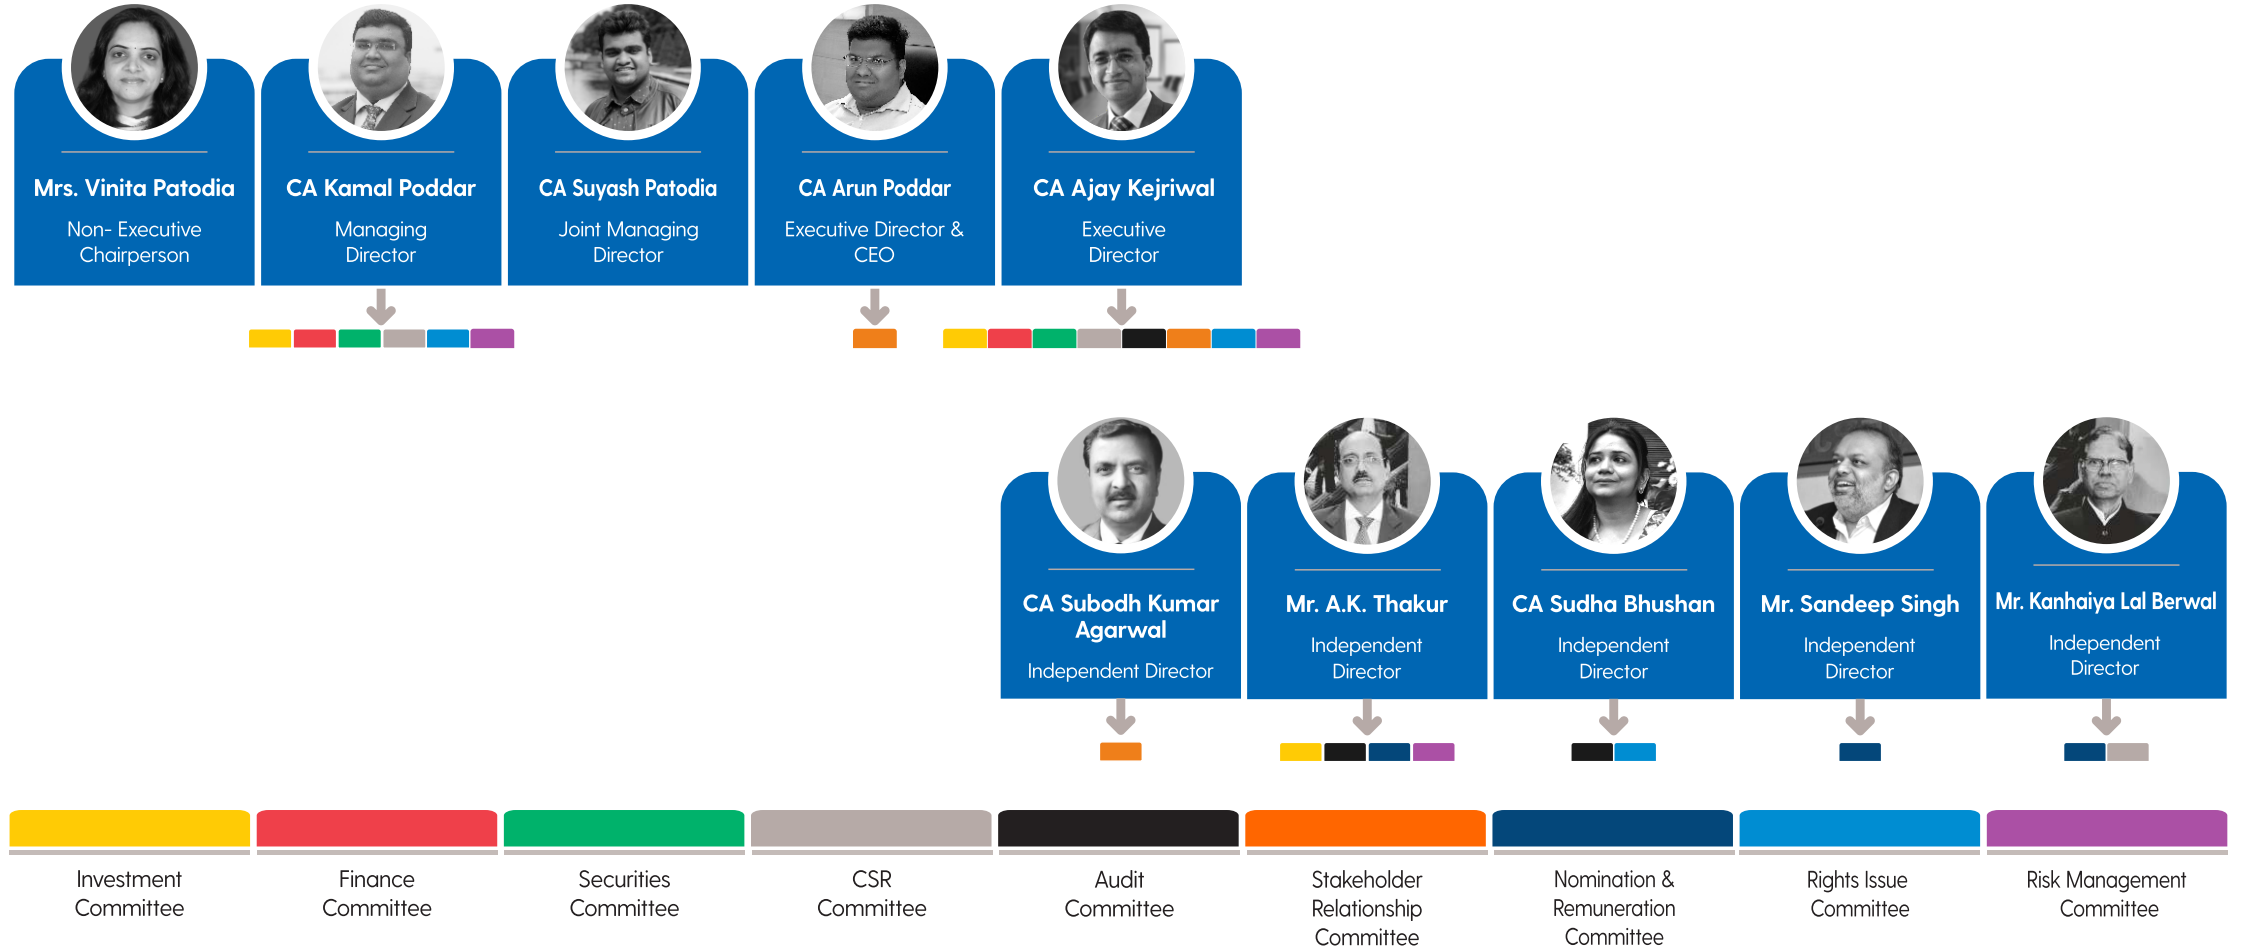 Mrs. Vinita Patodia
Non- Executive
Chairperson
CA Kamal Poddar
Managing
Director
CA Suyash Patodia
Joint Managing
Director
CA Arun Poddar
Executive Director &
CEO
CA Ajay Kejriwal
Executive
Director
CA Subodh Kumar
Agarwal
Independent Director
Mr. A.K. Thakur
Independent
Director
CA Sudha Bhushan
Independent
Director
Mr. Sandeep Singh
Independent
Director
Mr. Kanhaiya Lal Berwal
Independent
Director
Investment
Committee
Finance
Committee
Securities
Committee
CSR
Committee
Audit
Committee
Stakeholder
Relationship
Committee
Nomination &
Remuneration
Committee
Rights Issue
Committee
Risk Management
Committee